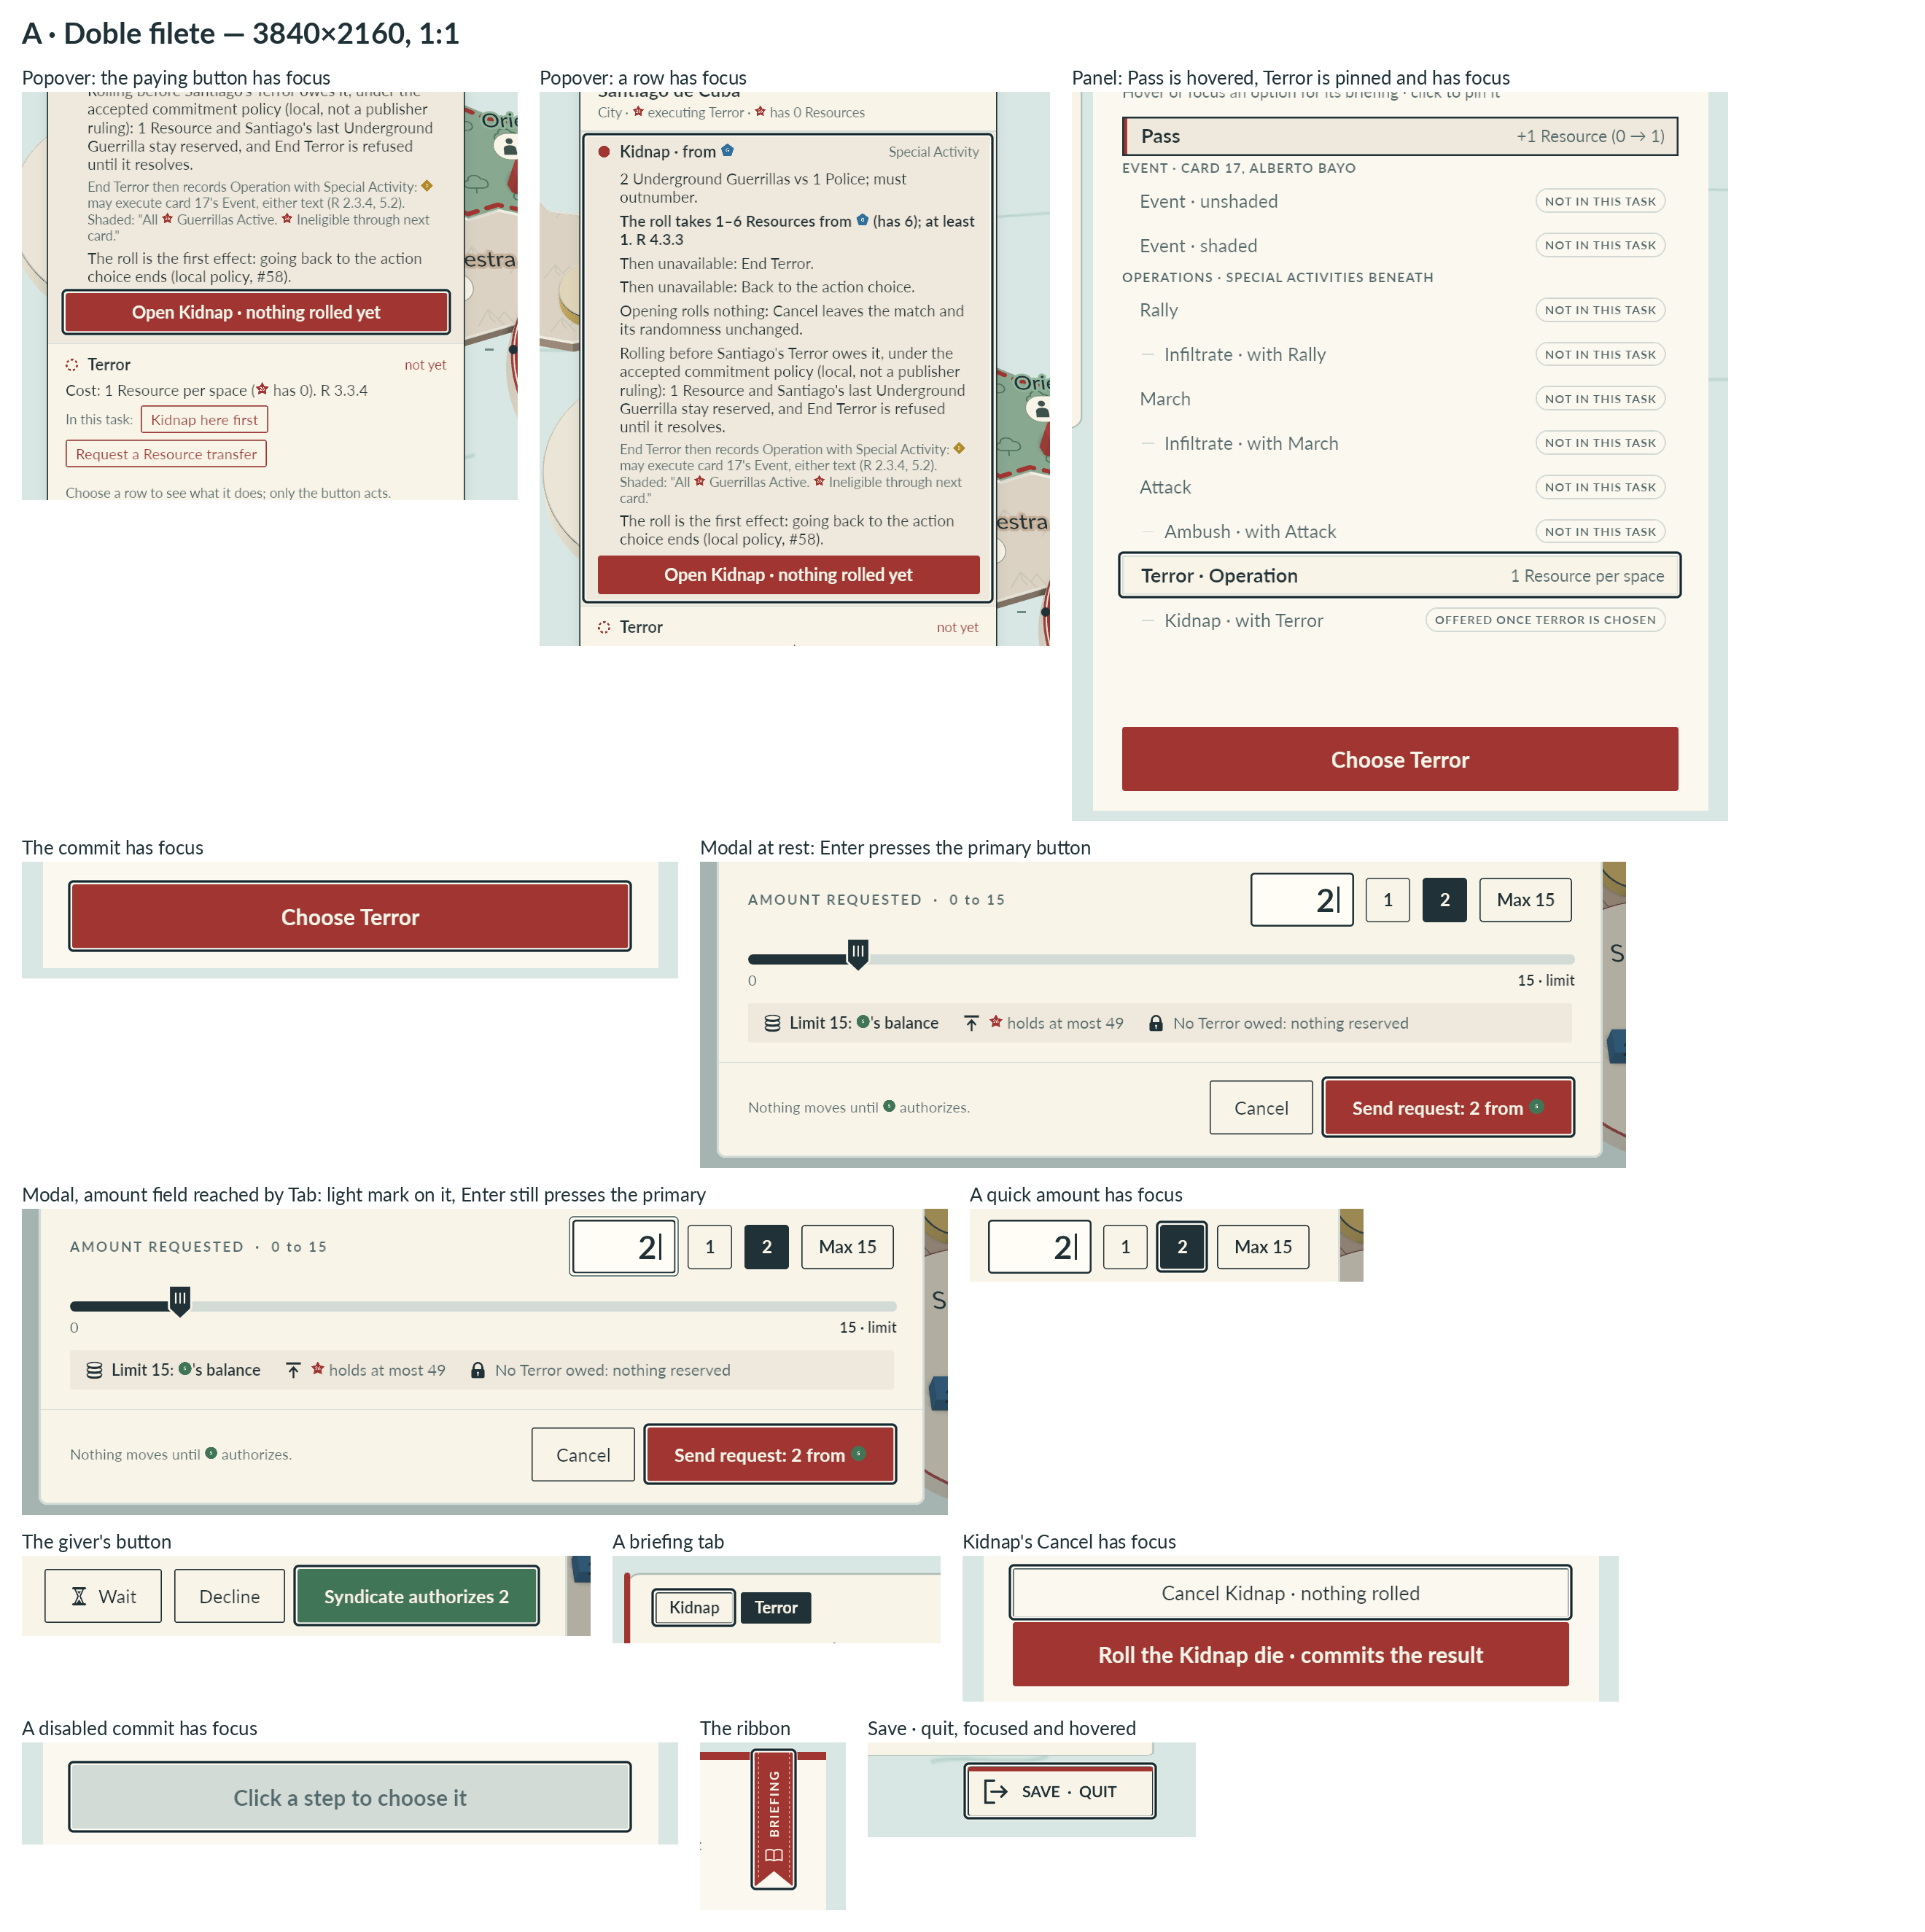 A · Doble filete — 3840×2160, 1:1
Popover: the paying button has focus
Rolling before Santiago's Terror owes it, under the
accepted commitment policy (local, not a publisher
ruling): 1 Resource and Santiago's last Underground
Guerrilla stay reserved, and End Terror is refused
until it resolves.
End Terror then records Operation with Special Activity:
may execute card 17's Event, either text (R 2.3.4, 5.2).
Shaded: "All Guerrillas Active. Ineligible through next
card."
The roll is the first effect: going back to the action
choice ends (local policy, #58).
Open Kidnap · nothing rolled yet
Terror not yet
Cost: 1 Resource per space ( has 0). R 3.3.4
In this task: Kidnap here first
Request a Resource transfer
Choose a row to see what it does; only the button acts.
Popover: a row has focus
Santiago de Cuba
City · executing Terror · has 0 Resources
Kidnap · from Special Activity
2 Underground Guerrillas vs 1 Police; must
outnumber.
The roll takes 1–6 Resources from (has 6); at least
1. R 4.3.3
Then unavailable: End Terror.
Then unavailable: Back to the action choice.
Opening rolls nothing: Cancel leaves the match and
its randomness unchanged.
Rolling before Santiago's Terror owes it, under the
accepted commitment policy (local, not a publisher
ruling): 1 Resource and Santiago's last Underground
Guerrilla stay reserved, and End Terror is refused
until it resolves.
End Terror then records Operation with Special Activity:
may execute card 17's Event, either text (R 2.3.4, 5.2).
Shaded: "All Guerrillas Active. Ineligible through next
card."
The roll is the first effect: going back to the action
choice ends (local policy, #58).
Open Kidnap · nothing rolled yet
Terror not yet
Panel: Pass is hovered, Terror is pinned and has focus
Hover or focus an option for its briefing · click to pin it
Pass +1 Resource (0 → 1)
EVENT · CARD 17, ALBERTO BAYO
Event · unshaded NOT IN THIS TASK
Event · shaded NOT IN THIS TASK
OPERATIONS · SPECIAL ACTIVITIES BENEATH
Rally NOT IN THIS TASK
— Infiltrate · with Rally NOT IN THIS TASK
March NOT IN THIS TASK
— Infiltrate · with March NOT IN THIS TASK
Attack NOT IN THIS TASK
— Ambush · with Attack NOT IN THIS TASK
Terror · Operation 1 Resource per space
— Kidnap · with Terror OFFERED ONCE TERROR IS CHOSEN
Choose Terror
The commit has focus
Choose Terror
Modal at rest: Enter presses the primary button
AMOUNT REQUESTED · 0 to 15 2 1 2 Max 15
0 15 · limit
Limit 15: 's balance holds at most 49 No Terror owed: nothing reserved
Nothing moves until authorizes. Cancel Send request: 2 from
Modal, amount field reached by Tab: light mark on it, Enter still presses the primary
AMOUNT REQUESTED · 0 to 15 2 1 2 Max 15
0 15 · limit
Limit 15: 's balance holds at most 49 No Terror owed: nothing reserved
Nothing moves until authorizes. Cancel Send request: 2 from
A quick amount has focus
2 1 2 Max 15
The giver's button
Wait Decline Syndicate authorizes 2
A briefing tab
Kidnap Terror
Kidnap's Cancel has focus
Cancel Kidnap · nothing rolled
Roll the Kidnap die · commits the result
A disabled commit has focus
Click a step to choose it
The ribbon
BRIEFING
Save · quit, focused and hovered
SAVE · QUIT